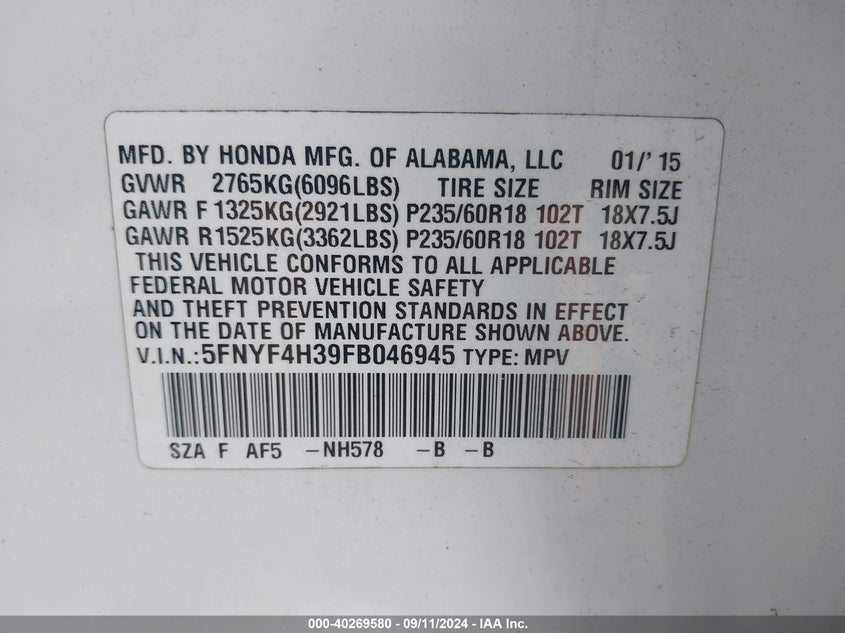 MFD. BY HONDA MFG. OF ALABAMA, LLC 01/' 15
GVWR 2765KG(6096LBS) TIRE SIZE RIM SIZE
GAWR F 1325KG(2921LBS) P235/60R18 102T 18X7.5J
GAWR R1525KG(3362LBS) P235/60R18 102T 18X7.5J
THIS VEHICLE CONFORMS TO ALL APPLICABLE
FEDERAL MOTOR VEHICLE SAFETY
AND THEFT PREVENTION STANDARDS IN EFFECT
ON THE DATE OF MANUFACTURE SHOWN ABOVE.
V.I.N.:5FNYF4H39FB046945 TYPE: MPV
SZA F AF5 -NH578 -B -B
000-40269580 - 09/11/2024 - IAA Inc.